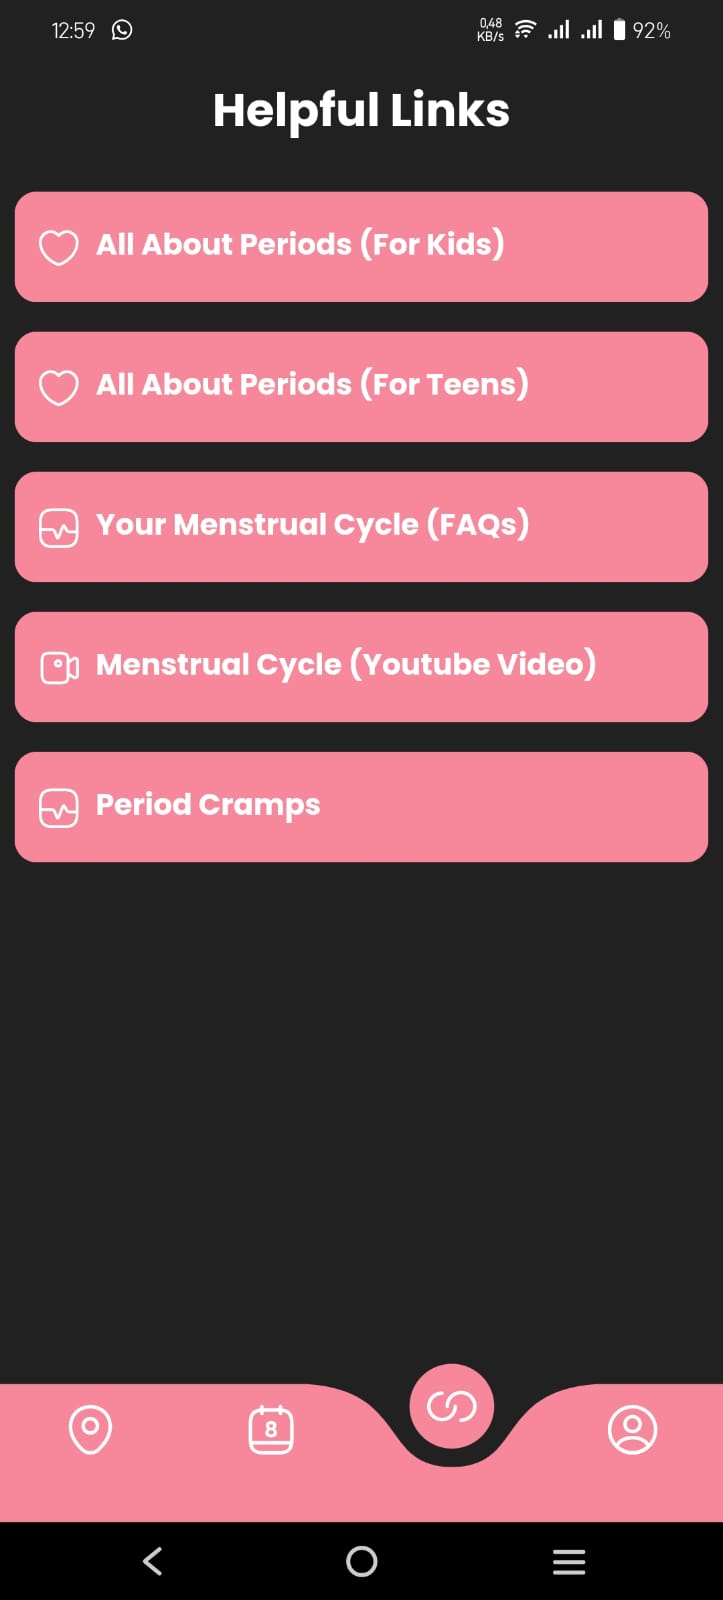 12:59
0,48
KB/s
92%
Helpful Links
All About Periods (For Kids)
All About Periods (For Teens)
Your Menstrual Cycle (FAQs)
Menstrual Cycle (Youtube Video)
Period Cramps
8